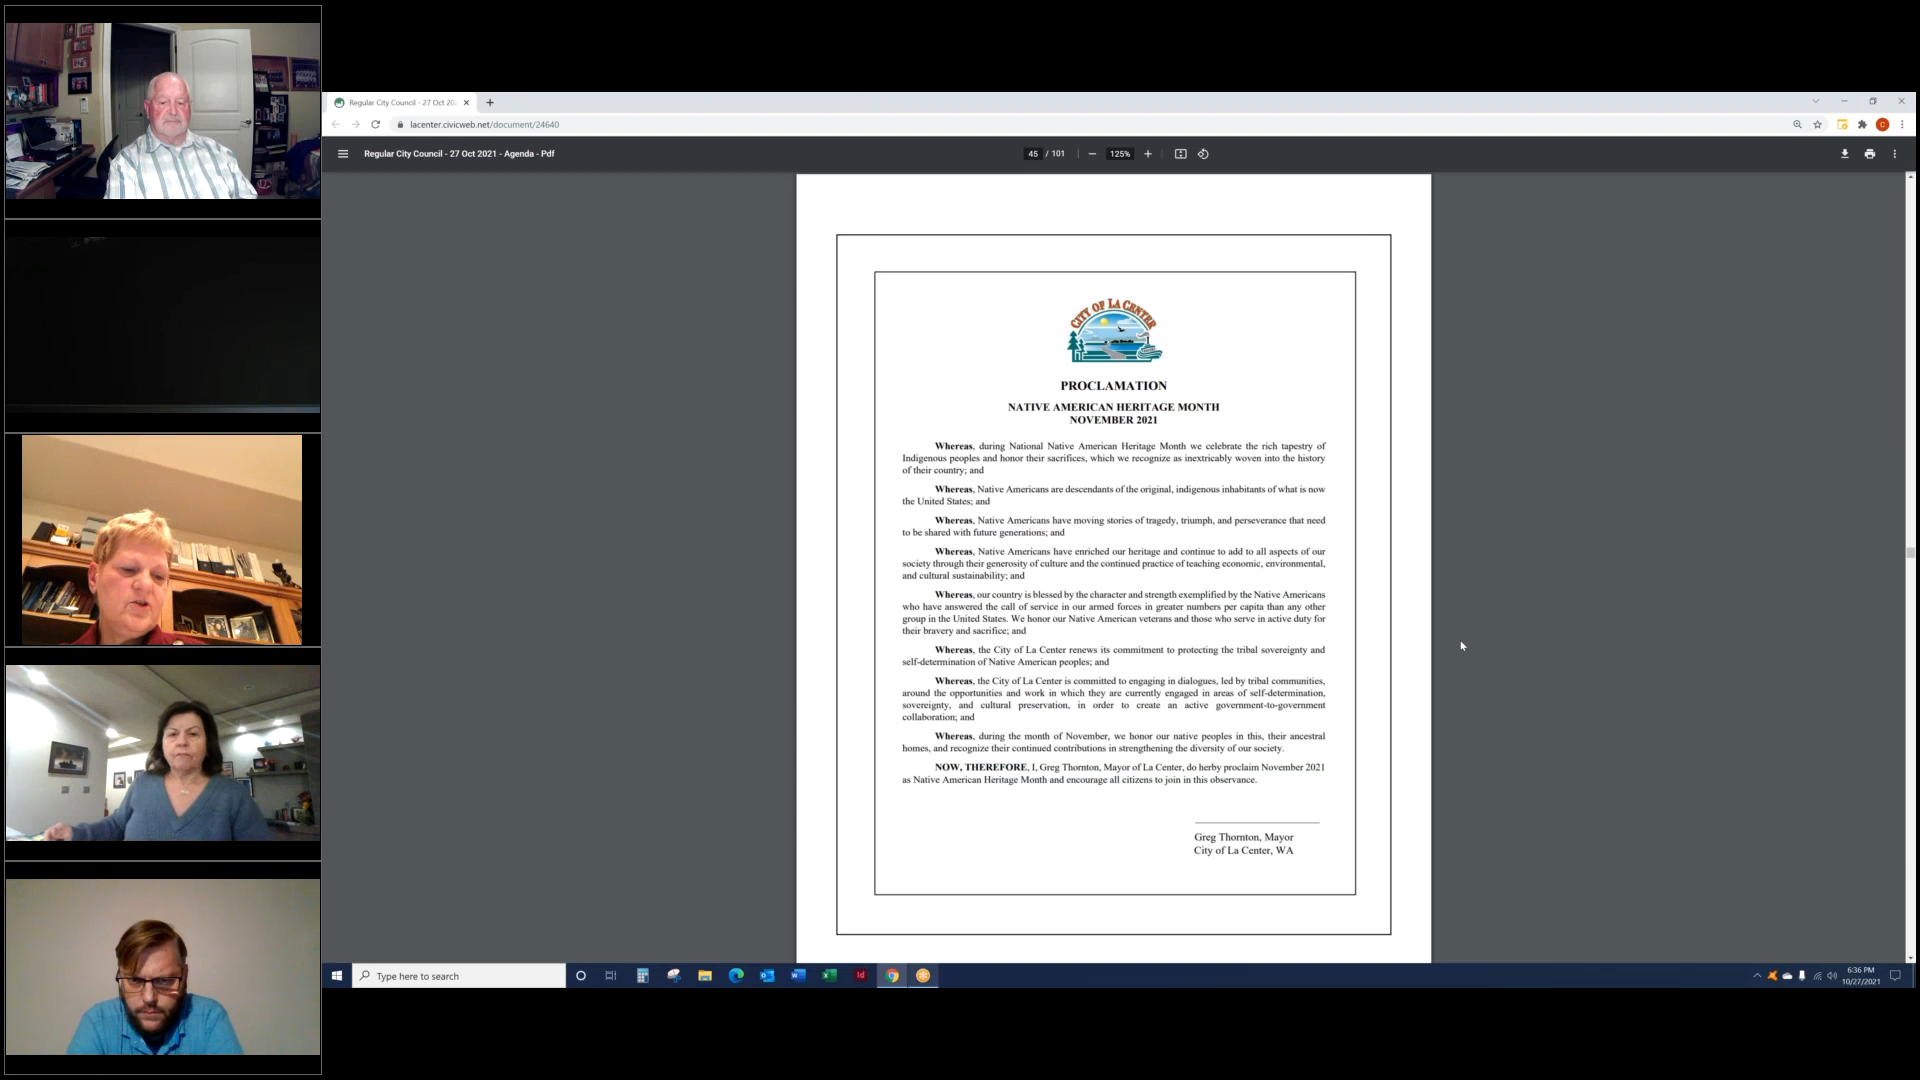 Regular City Council - 27 Oct 20
lacenter.civicweb.net/document/24640
Regular City Council - 27 Oct 2021 - Agenda - Pdf
45 / 101
125%
CITY OF LA CENTER
PROCLAMATION
NATIVE AMERICAN HERITAGE MONTH
NOVEMBER 2021
Whereas, during National Native American Heritage Month we celebrate the rich tapestry of
Indigenous peoples and honor their sacrifices, which we recognize as inextricably woven into the history
of their country; and
Whereas, Native Americans are descendants of the original, indigenous inhabitants of what is now
the United States; and
Whereas, Native Americans have moving stories of tragedy, triumph, and perseverance that need
to be shared with future generations; and
Whereas, Native Americans have enriched our heritage and continue to add to all aspects of our
society through their generosity of culture and the continued practice of teaching economic, environmental,
and cultural sustainability; and
Whereas, our country is blessed by the character and strength exemplified by the Native Americans
who have answered the call of service in our armed forces in greater numbers per capita than any other
group in the United States. We honor our Native American veterans and those who serve in active duty for
their bravery and sacrifice; and
Whereas, the City of La Center renews its commitment to protecting the tribal sovereignty and
self-determination of Native American peoples; and
Whereas, the City of La Center is committed to engaging in dialogues, led by tribal communities,
around the opportunities and work in which they are currently engaged in areas of self-determination,
sovereignty, and cultural preservation, in order to create an active government-to-government
collaboration; and
Whereas, during the month of November, we honor our native peoples in this, their ancestral
homes, and recognize their continued contributions in strengthening the diversity of our society.
NOW, THEREFORE, I, Greg Thornton, Mayor of La Center, do herby proclaim November 2021
as Native American Heritage Month and encourage all citizens to join in this observance.
Greg Thornton, Mayor
City of La Center, WA
Type here to search
6:36 PM
10/27/2021